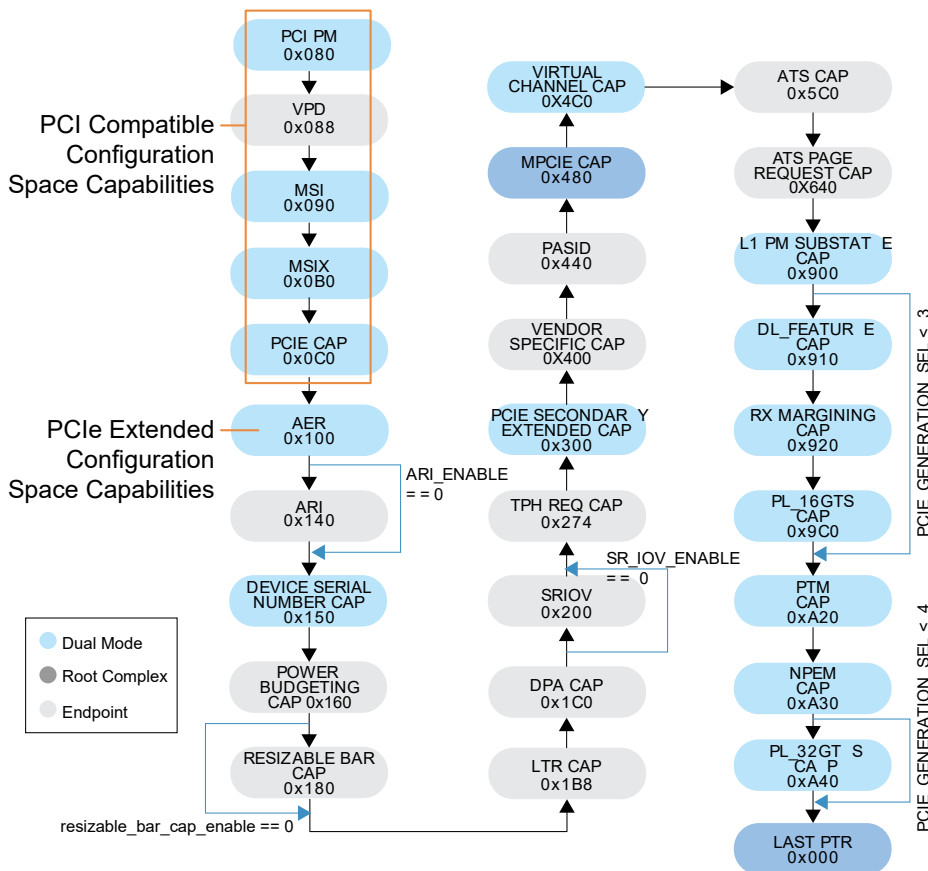 PCI PM
0x080
VPD
0x088
MSI
0x090
MSIX
0x0B0
PCIE CAP
0x0C0
PCI Compatible
Configuration
Space Capabilities
AER
0x100
PCIe Extended
Configuration
Space Capabilities
ARI_ENABLE
= = 0
ARI
0x140
DEVICE SERIAL
NUMBER CAP
0x150
POWER
BUDGETING
CAP 0x160
RESIZABLE BAR
CAP
0x180
resizable_bar_cap_enable == 0
Dual Mode
Root Complex
Endpoint
VIRTUAL
CHANNEL CAP
0X4C0
MPCIE CAP
0x480
PASID
0x440
VENDOR
SPECIFIC CAP
0X400
PCIE SECONDAR Y
EXTENDED CAP
0x300
TPH REQ CAP
0x274
SR_IOV_ENABLE
== 0
SRIOV
0x200
DPA CAP
0x1C0
LTR CAP
0x1B8
ATS CAP
0x5C0
ATS PAGE
REQUEST CAP
0X640
L1 PM SUBSTAT E
CAP
0x900
DL_FEATUR E
CAP
0x910
RX MARGINING
CAP
0x920
PL_16GTS
CAP
0x9C0
PCIE_GENERATION_SEL < 3
PTM
CAP
0xA20
NPEM
CAP
0xA30
PL_32GT S
CA P
0xA40
PCIE_GENERATION_SEL < 4
LAST PTR
0x000